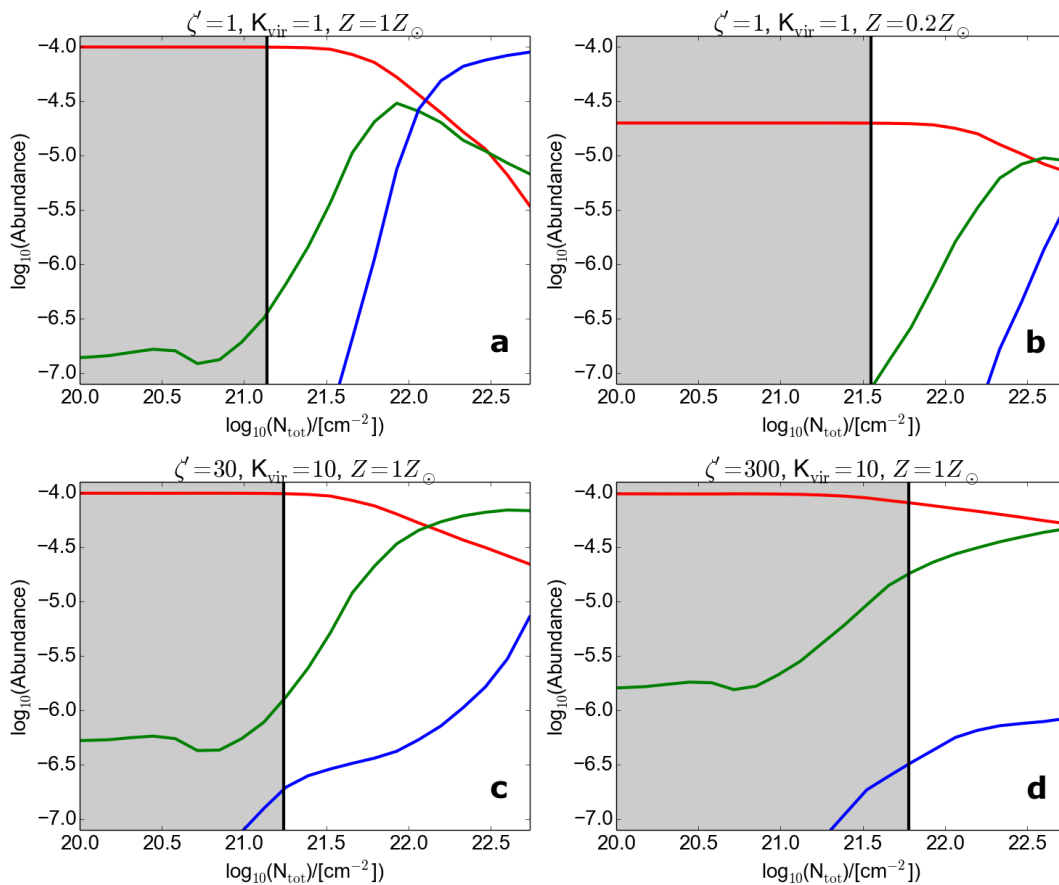 ζ′=1, K_vir=1, Z=1Z_⊙
−4.0
−4.5
−5.0
−5.5
−6.0
−6.5
−7.0
log₁₀(Abundance)
a
20.0 20.5 21.0 21.5 22.0 22.5
log₁₀(N_tot)/[cm⁻²])
ζ′=1, K_vir=1, Z=0.2Z_⊙
−4.0
−4.5
−5.0
−5.5
−6.0
−6.5
−7.0
log₁₀(Abundance)
b
20.0 20.5 21.0 21.5 22.0 22.5
log₁₀(N_tot)/[cm⁻²])
ζ′=30, K_vir=10, Z=1Z_⊙
−4.0
−4.5
−5.0
−5.5
−6.0
−6.5
−7.0
log₁₀(Abundance)
c
20.0 20.5 21.0 21.5 22.0 22.5
log₁₀(N_tot)/[cm⁻²])
ζ′=300, K_vir=10, Z=1Z_⊙
−4.0
−4.5
−5.0
−5.5
−6.0
−6.5
−7.0
log₁₀(Abundance)
d
20.0 20.5 21.0 21.5 22.0 22.5
log₁₀(N_tot)/[cm⁻²])